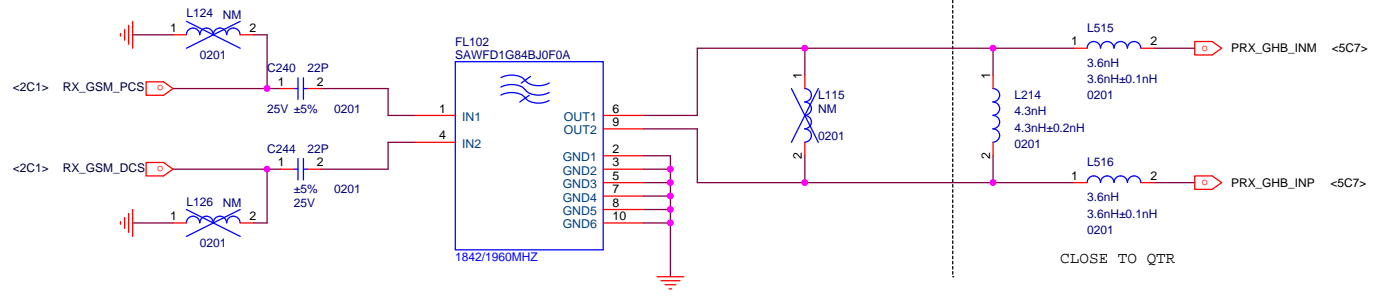 L124 NM
1 2
0201
<2C1> RX_GSM_PCS
C240 22P
1 2
25V ±5% 0201
<2C1> RX_GSM_DCS
C244 22P
1 2
±5% 0201
25V
L126 NM
1 2
0201
FL102
SAWFD1G84BJ0F0A
1 IN1
4 IN2
OUT1 6
OUT2 9
GND1 2
GND2 3
GND3 5
GND4 7
GND5 8
GND6 10
1842/1960MHZ
1
L115
NM
0201
2
1
L214
4.3nH
4.3nH±0.2nH
0201
2
L515
1 2
3.6nH
3.6nH±0.1nH
0201
PRX_GHB_INM <5C7>
L516
1 2
3.6nH
3.6nH±0.1nH
0201
PRX_GHB_INP <5C7>
CLOSE TO QTR